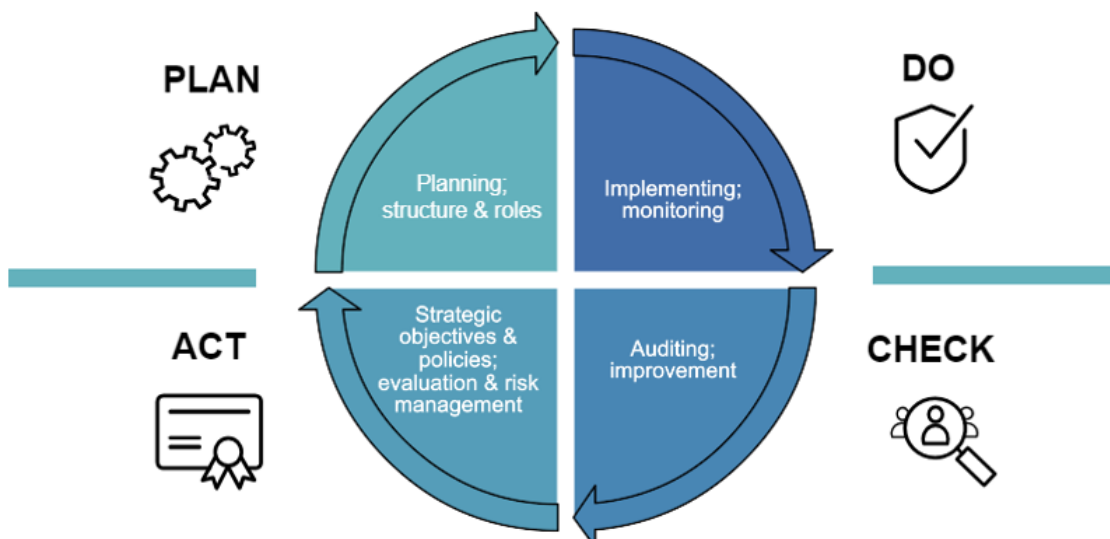 PLAN
DO
Planning;
structure & roles
Implementing;
monitoring
ACT
Strategic
objectives &
policies;
evaluation & risk
management
Auditing;
improvement
CHECK